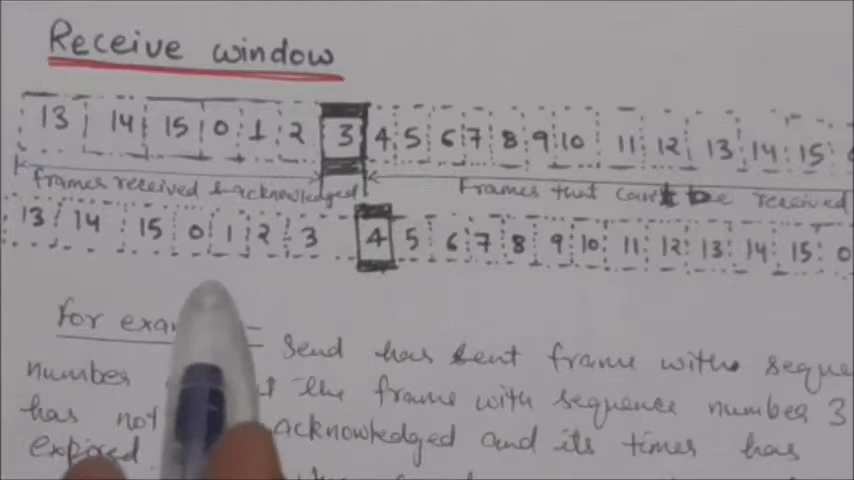 Receive window
13 14 15 0 1 2 3 4 5 6 7 8 9 10 11 12 13 14 15
frames received & acknowledged Frames that can't be received
13 14 15 0 1 2 3 4 5 6 7 8 9 10 11 12 13 14 15 0
For
Send has sent frame with
number the frame with sequence number 3
has not acknowledged and its times has
expired